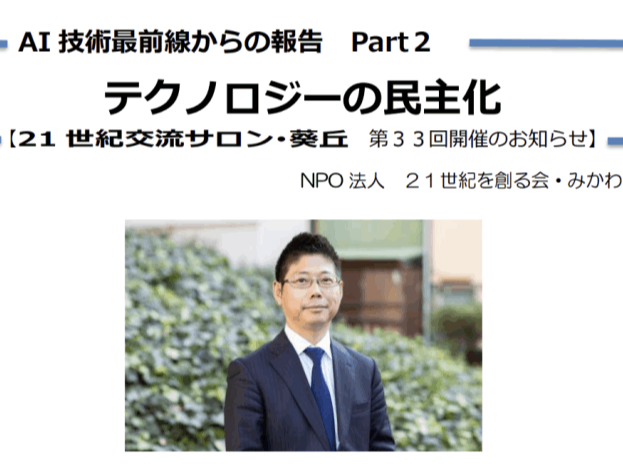 AI 技術最前線からの報告　Part２
テクノロジーの民主化
【21 世紀交流サロン・葵丘　第３３回開催のお知らせ】
NPO 法人　２１世紀を創る会・みかわ